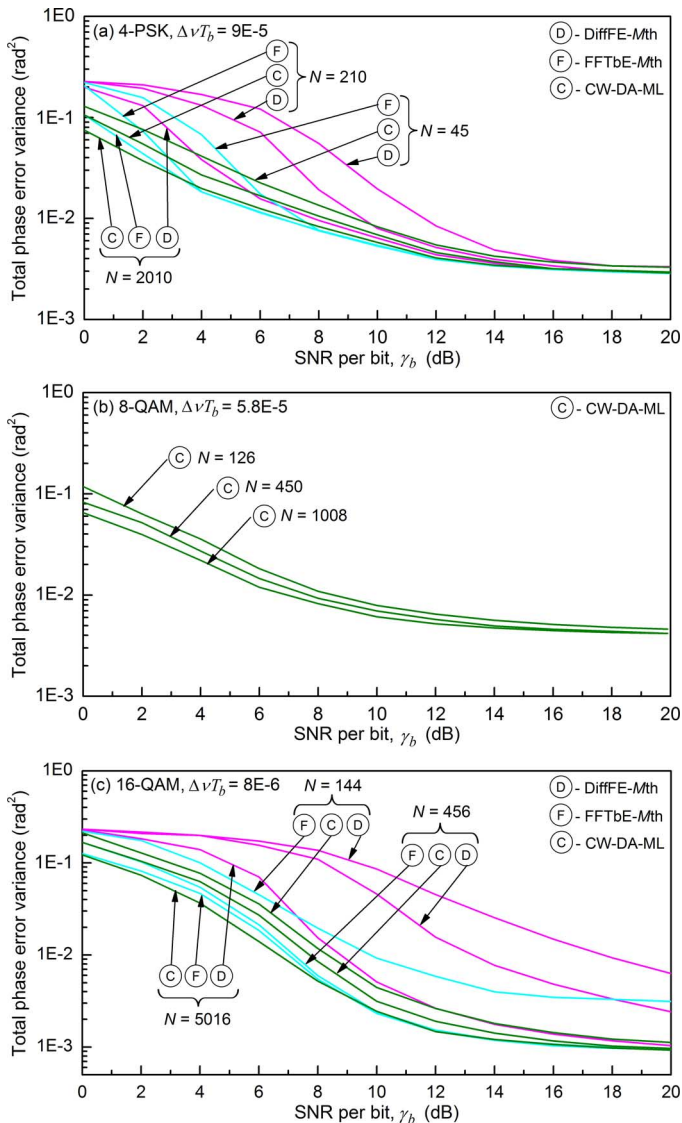 (a) 4-PSK, ΔνT_b = 9E-5
D - DiffFE-Mth
F - FFTbE-Mth
C - CW-DA-ML
F
C
D
N = 210
F
C
D
N = 45
C F D
N = 2010
Total phase error variance (rad²)
1E0
1E-1
1E-2
1E-3
0 2 4 6 8 10 12 14 16 18 20
SNR per bit, γ_b (dB)
(b) 8-QAM, ΔνT_b = 5.8E-5
C - CW-DA-ML
C N = 126
C N = 450
C N = 1008
Total phase error variance (rad²)
1E0
1E-1
1E-2
1E-3
0 2 4 6 8 10 12 14 16 18 20
SNR per bit, γ_b (dB)
(c) 16-QAM, ΔνT_b = 8E-6
D - DiffFE-Mth
F - FFTbE-Mth
C - CW-DA-ML
N = 144
F C D
N = 456
F C D
C F D
N = 5016
Total phase error variance (rad²)
1E0
1E-1
1E-2
1E-3
0 2 4 6 8 10 12 14 16 18 20
SNR per bit, γ_b (dB)